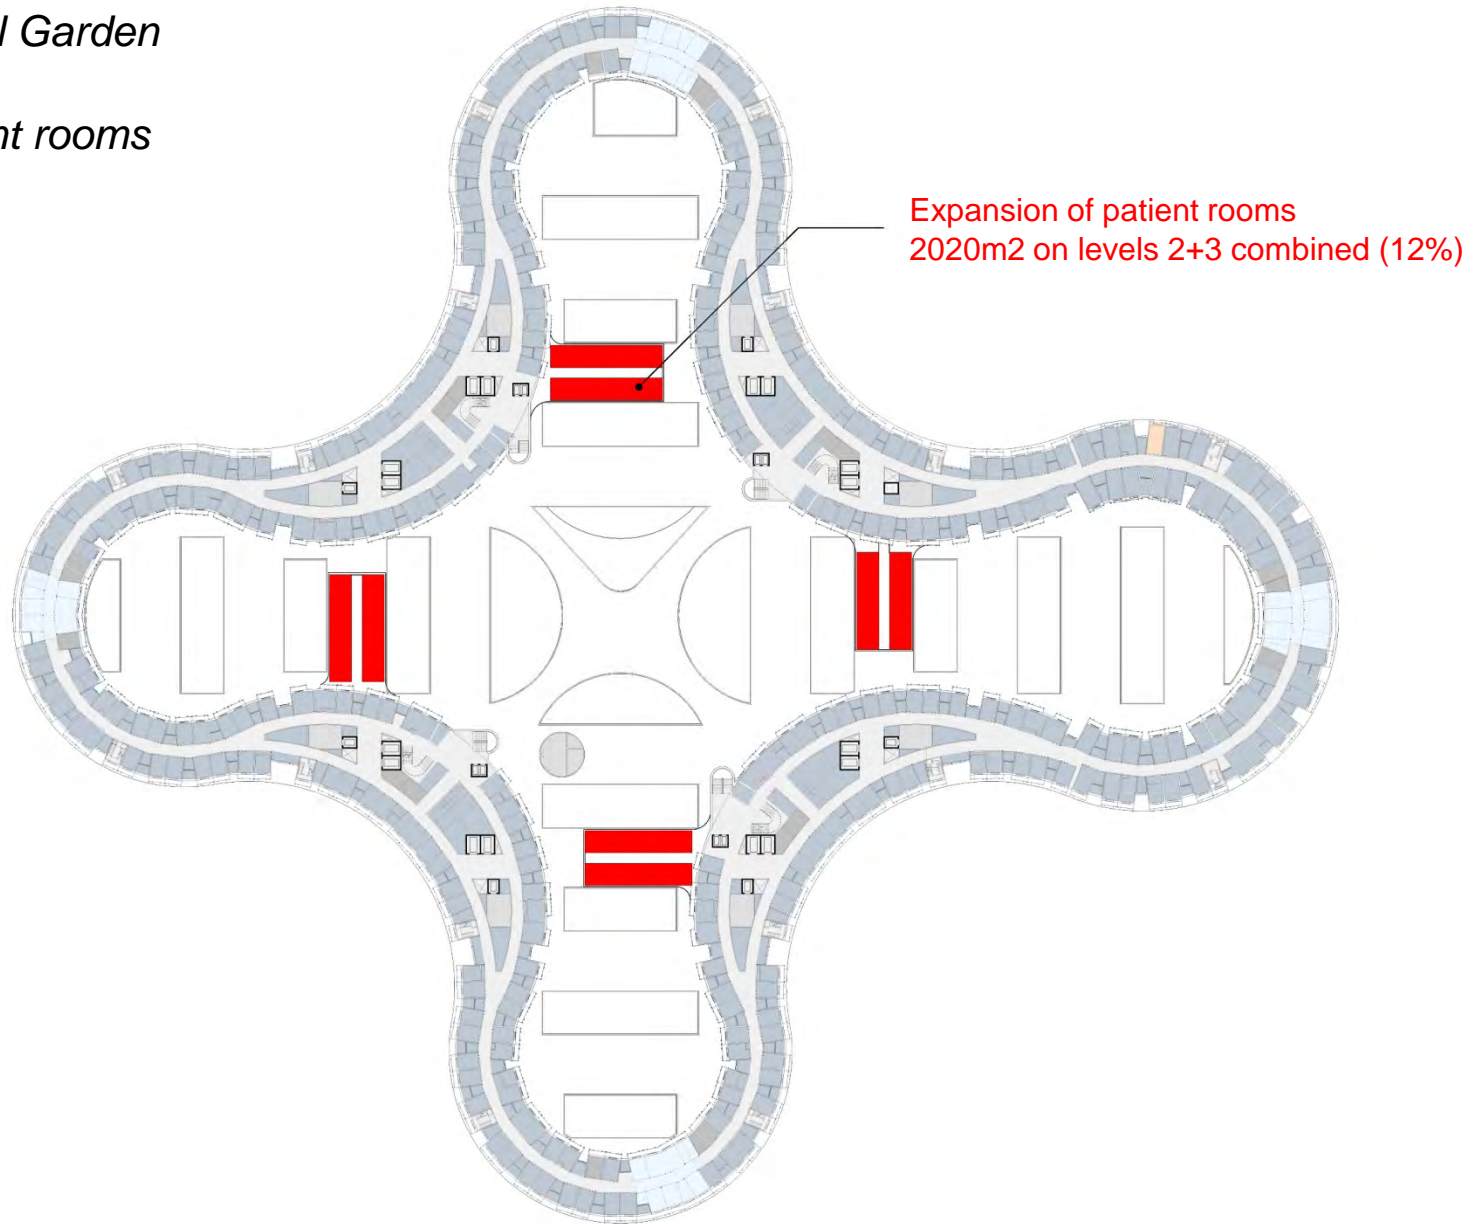 l Garden
nt rooms
Expansion of patient rooms
2020m2 on levels 2+3 combined (12%)